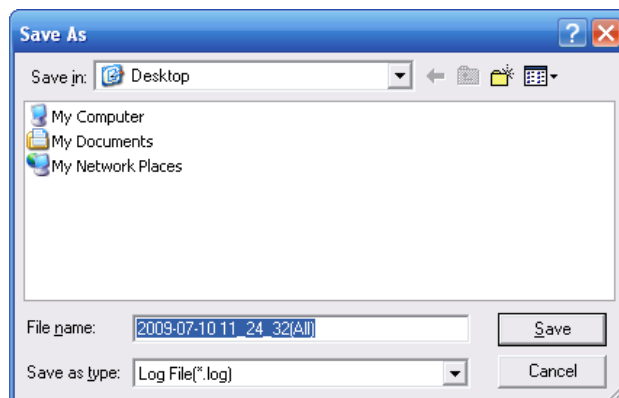 Save As
Save in: Desktop
My Computer
My Documents
My Network Places
File name: 2009-07-10 11_24_32(All) Save
Save as type: Log File(*.log) Cancel